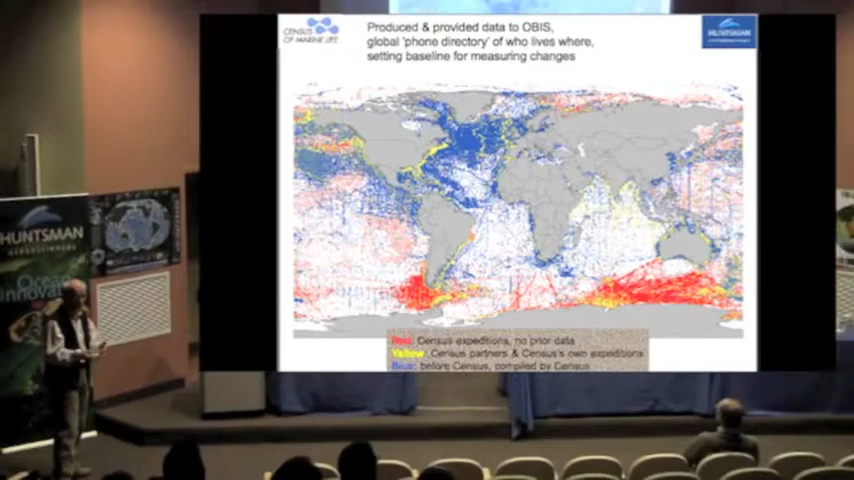 CENSUS
OF MARINE LIFE
Produced & provided data to OBIS,
global 'phone directory' of who lives where,
setting baseline for measuring changes
HUNTSMAN
Red: Census expeditions, no prior data
Yellow: Census partners & Census's own expeditions
Blue: before Census, compiled by Census
HUNTSMAN
Ocean